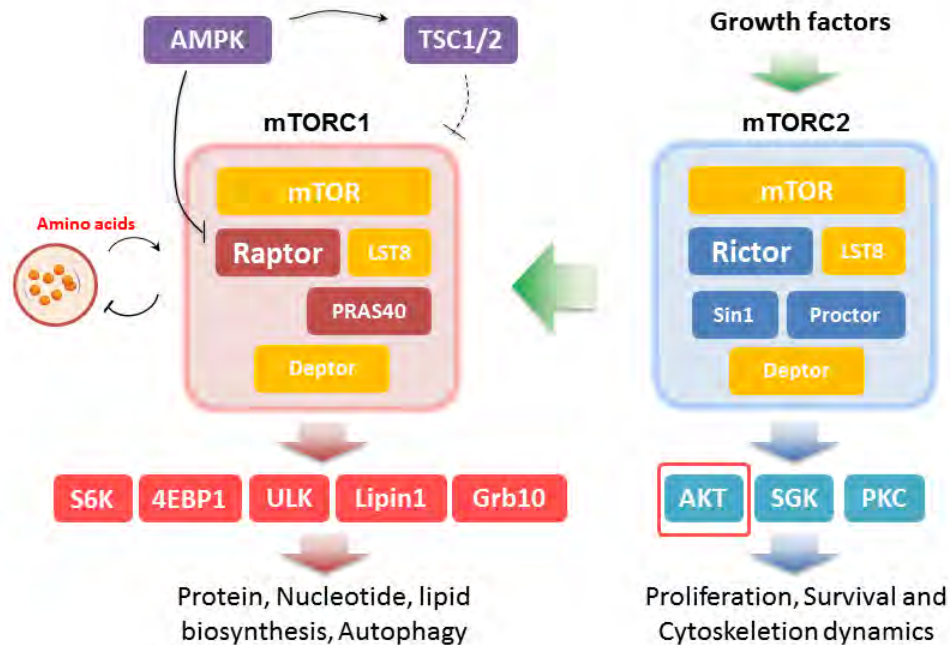 AMPK
TSC1/2
Growth factors
mTORC1
mTORC2
mTOR
Raptor
LST8
PRAS40
Deptor
Amino acids
mTOR
Rictor
LST8
Sin1
Proctor
Deptor
S6K
4EBP1
ULK
Lipin1
Grb10
AKT
SGK
PKC
Protein, Nucleotide, lipid
biosynthesis, Autophagy
Proliferation, Survival and
Cytoskeletion dynamics